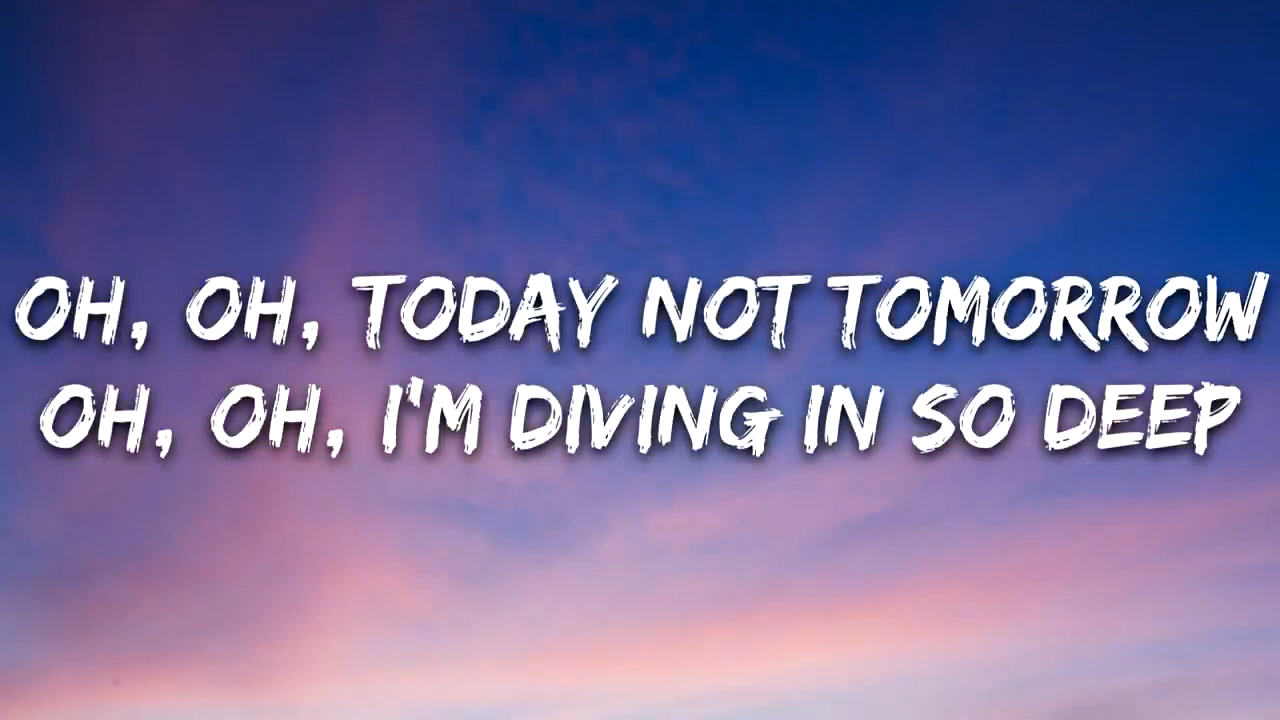 OH, OH, TODAY NOT TOMORROW
OH, OH, I'M DIVING IN SO DEEP